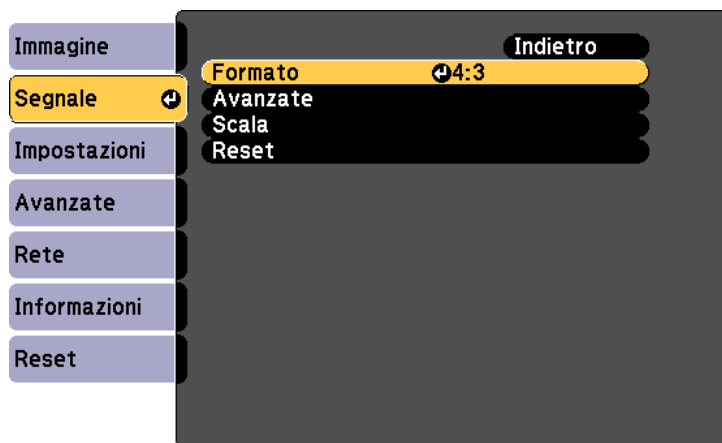 Immagine
Segnale
Impostazioni
Avanzate
Rete
Informazioni
Reset
Indietro
Formato 4:3
Avanzate
Scala
Reset